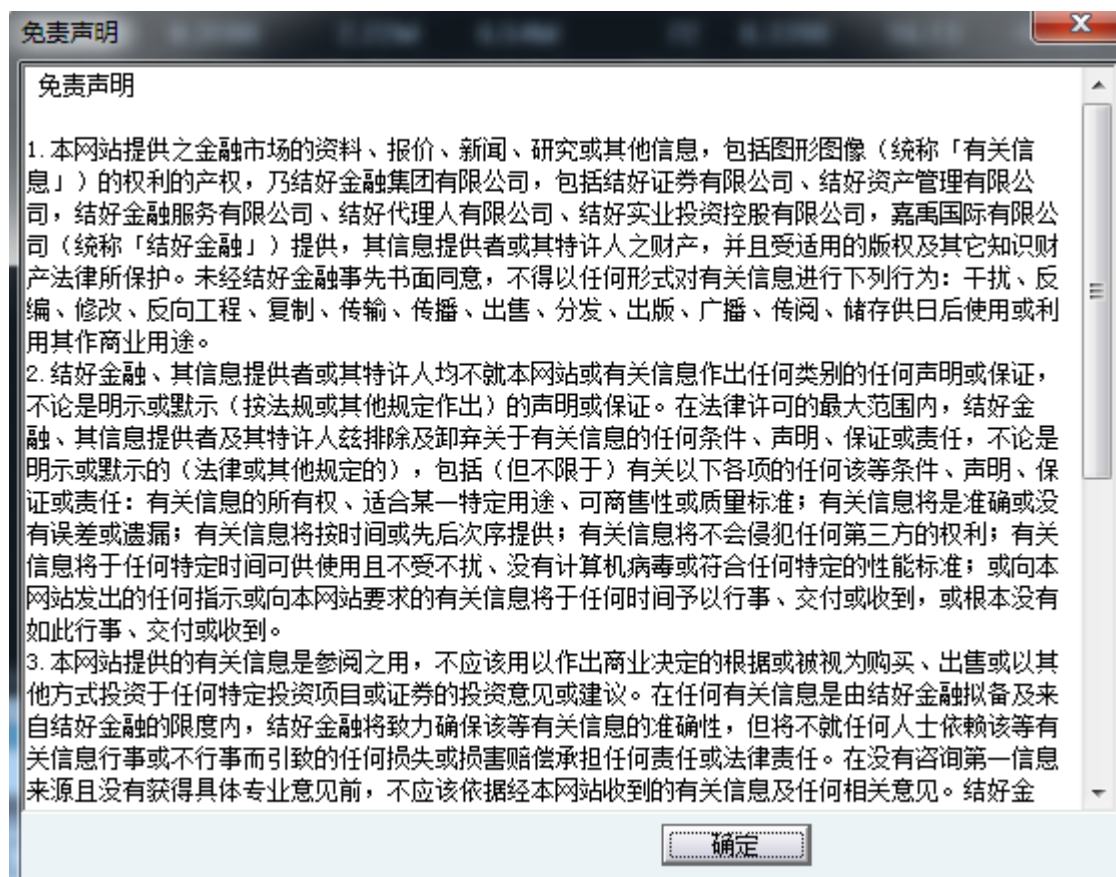 免责声明
免责声明
1. 本网站提供之金融市场的资料、报价、新闻、研究或其他信息，包括图形图像（统称「有关信
息」）的权利的产权，乃结好金融集团有限公司，包括结好证券有限公司、结好资产管理有限公
司，结好金融服务有限公司、结好代理人有限公司、结好实业投资控股有限公司，嘉禹国际有限公
司（统称「结好金融」）提供，其信息提供者或其特许人之财产，并且受适用的版权及其它知识财
产法律所保护。未经结好金融事先书面同意，不得以任何形式对有关信息进行下列行为：干扰、反
编、修改、反向工程、复制、传输、传播、出售、分发、出版、广播、传阅、储存供日后使用或利
用其作商业用途。
2. 结好金融、其信息提供者或其特许人均不就本网站或有关信息作出任何类别的任何声明或保证，
不论是明示或默示（按法规或其他规定作出）的声明或保证。在法律许可的最大范围内，结好金
融、其信息提供者及其特许人兹排除及卸弃关于有关信息的任何条件、声明、保证或责任，不论是
明示或默示的（法律或其他规定的），包括（但不限于）有关以下各项的任何该等条件、声明、保
证或责任：有关信息的所有权、适合某一特定用途、可商售性或质量标准；有关信息将是准确或没
有误差或遗漏；有关信息将按时间或先后次序提供；有关信息将不会侵犯任何第三方的权利；有关
信息将于任何特定时间可供使用且不受不扰、没有计算机病毒或符合任何特定的性能标准；或向本
网站发出的任何指示或向本网站要求的有关信息将于任何时间予以行事、交付或收到，或根本没有
如此行事、交付或收到。
3. 本网站提供的有关信息是参阅之用，不应该用以作出商业决定的根据或被视为购买、出售或以其
他方式投资于任何特定投资项目或证券的投资意见或建议。在任何有关信息是由结好金融拟备及来
自结好金融的限度内，结好金融将致力确保该等有关信息的准确性，但将不就任何人士依赖该等有
关信息行事或不行事而引致的任何损失或损害赔偿承担任何责任或法律责任。在没有咨询第一信息
来源且没有获得具体专业意见前，不应该依据经本网站收到的有关信息及任何相关意见。结好金
确定